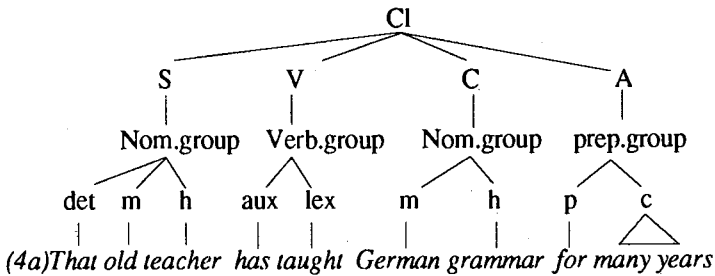 Cl
S V C A
Nom.group Verb.group Nom.group prep.group
det m h aux lex m h p c
(4a)That old teacher has taught German grammar for many years